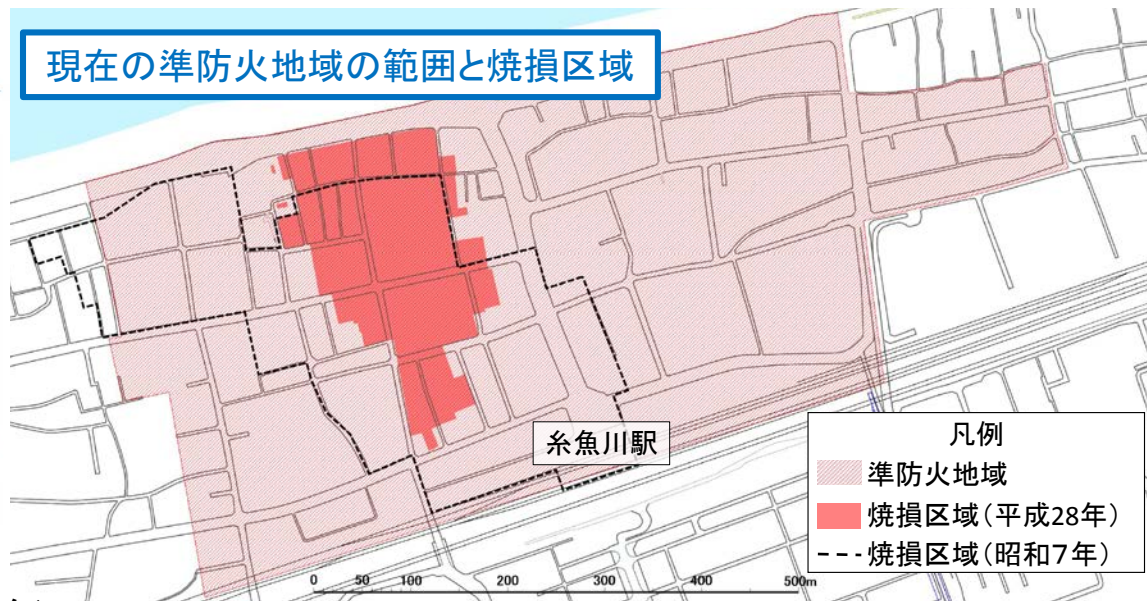 現在の準防火地域の範囲と焼損区域
糸魚川駅
凡例
準防火地域
焼損区域(平成28年)
焼損区域(昭和7年)
0 50 100 200 300 400 500m